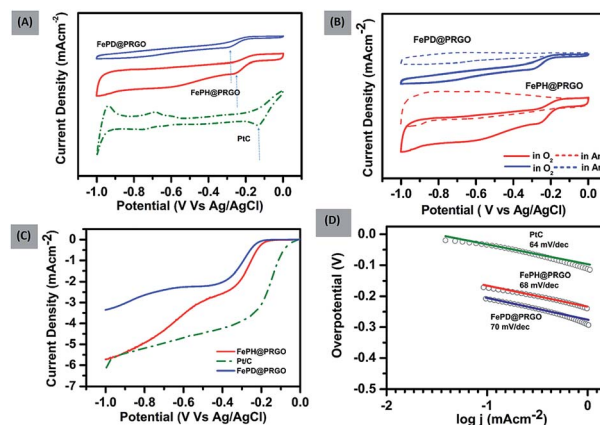 (A)
FePD@PRGO
FePH@PRGO
PtC
Current Density (mAcm-2)
-1.0 -0.8 -0.6 -0.4 -0.2 0.0
Potential (V Vs Ag/AgCl)
(B)
FePD@PRGO
FePH@PRGO
in O2 in Ar
in O2 in Ar
Current Density (mAcm-2
-1.0 -0.8 -0.6 -0.4 -0.2 0.0
Potential ( V vs Ag/AgCl)
(C)
0
-1
-2
-3
-4
-5
-6
Current Density (mAcm-2)
FePH@PRGO
Pt/C
FePD@PRGO
-1.0 -0.8 -0.6 -0.4 -0.2 0.0
Potential (V Vs Ag/AgCl)
(D)
0.0
-0.1
-0.2
-0.3
-0.4
-0.5
Overpotential (V)
PtC
64 mV/dec
FePH@PRGO
68 mV/dec
FePD@PRGO
70 mV/dec
-2 -1 0
log j (mAcm-2)